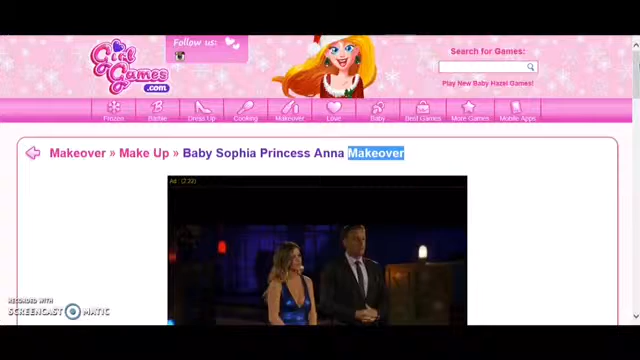 Girl Games .com
Follow us:
Search for Games:
Play New Baby Hazel Games!
Frozen Barbie Dress Up Cooking Makeover Love Baby Best Games More Games Mobile Apps
Makeover » Make Up » Baby Sophia Princess Anna Makeover
RECORDED WITH
SCREENCAST MATIC